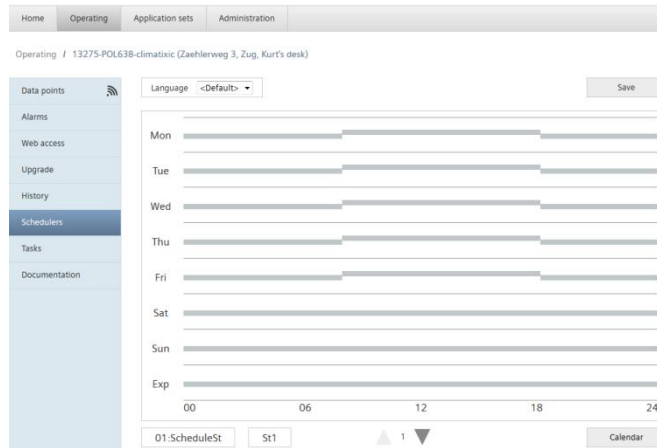 Home Operating Application sets Administration
Operating / 13275-POL638-climatixic (Zaehlerweg 3, Zug, Kurt's desk)
Data points
Alarms
Web access
Upgrade
History
Schedulers
Tasks
Documentation
Language <Default> Save
Mon
Tue
Wed
Thu
Fri
Sat
Sun
Exp
00 06 12 18 24
01:ScheduleSt St1 1 Calendar